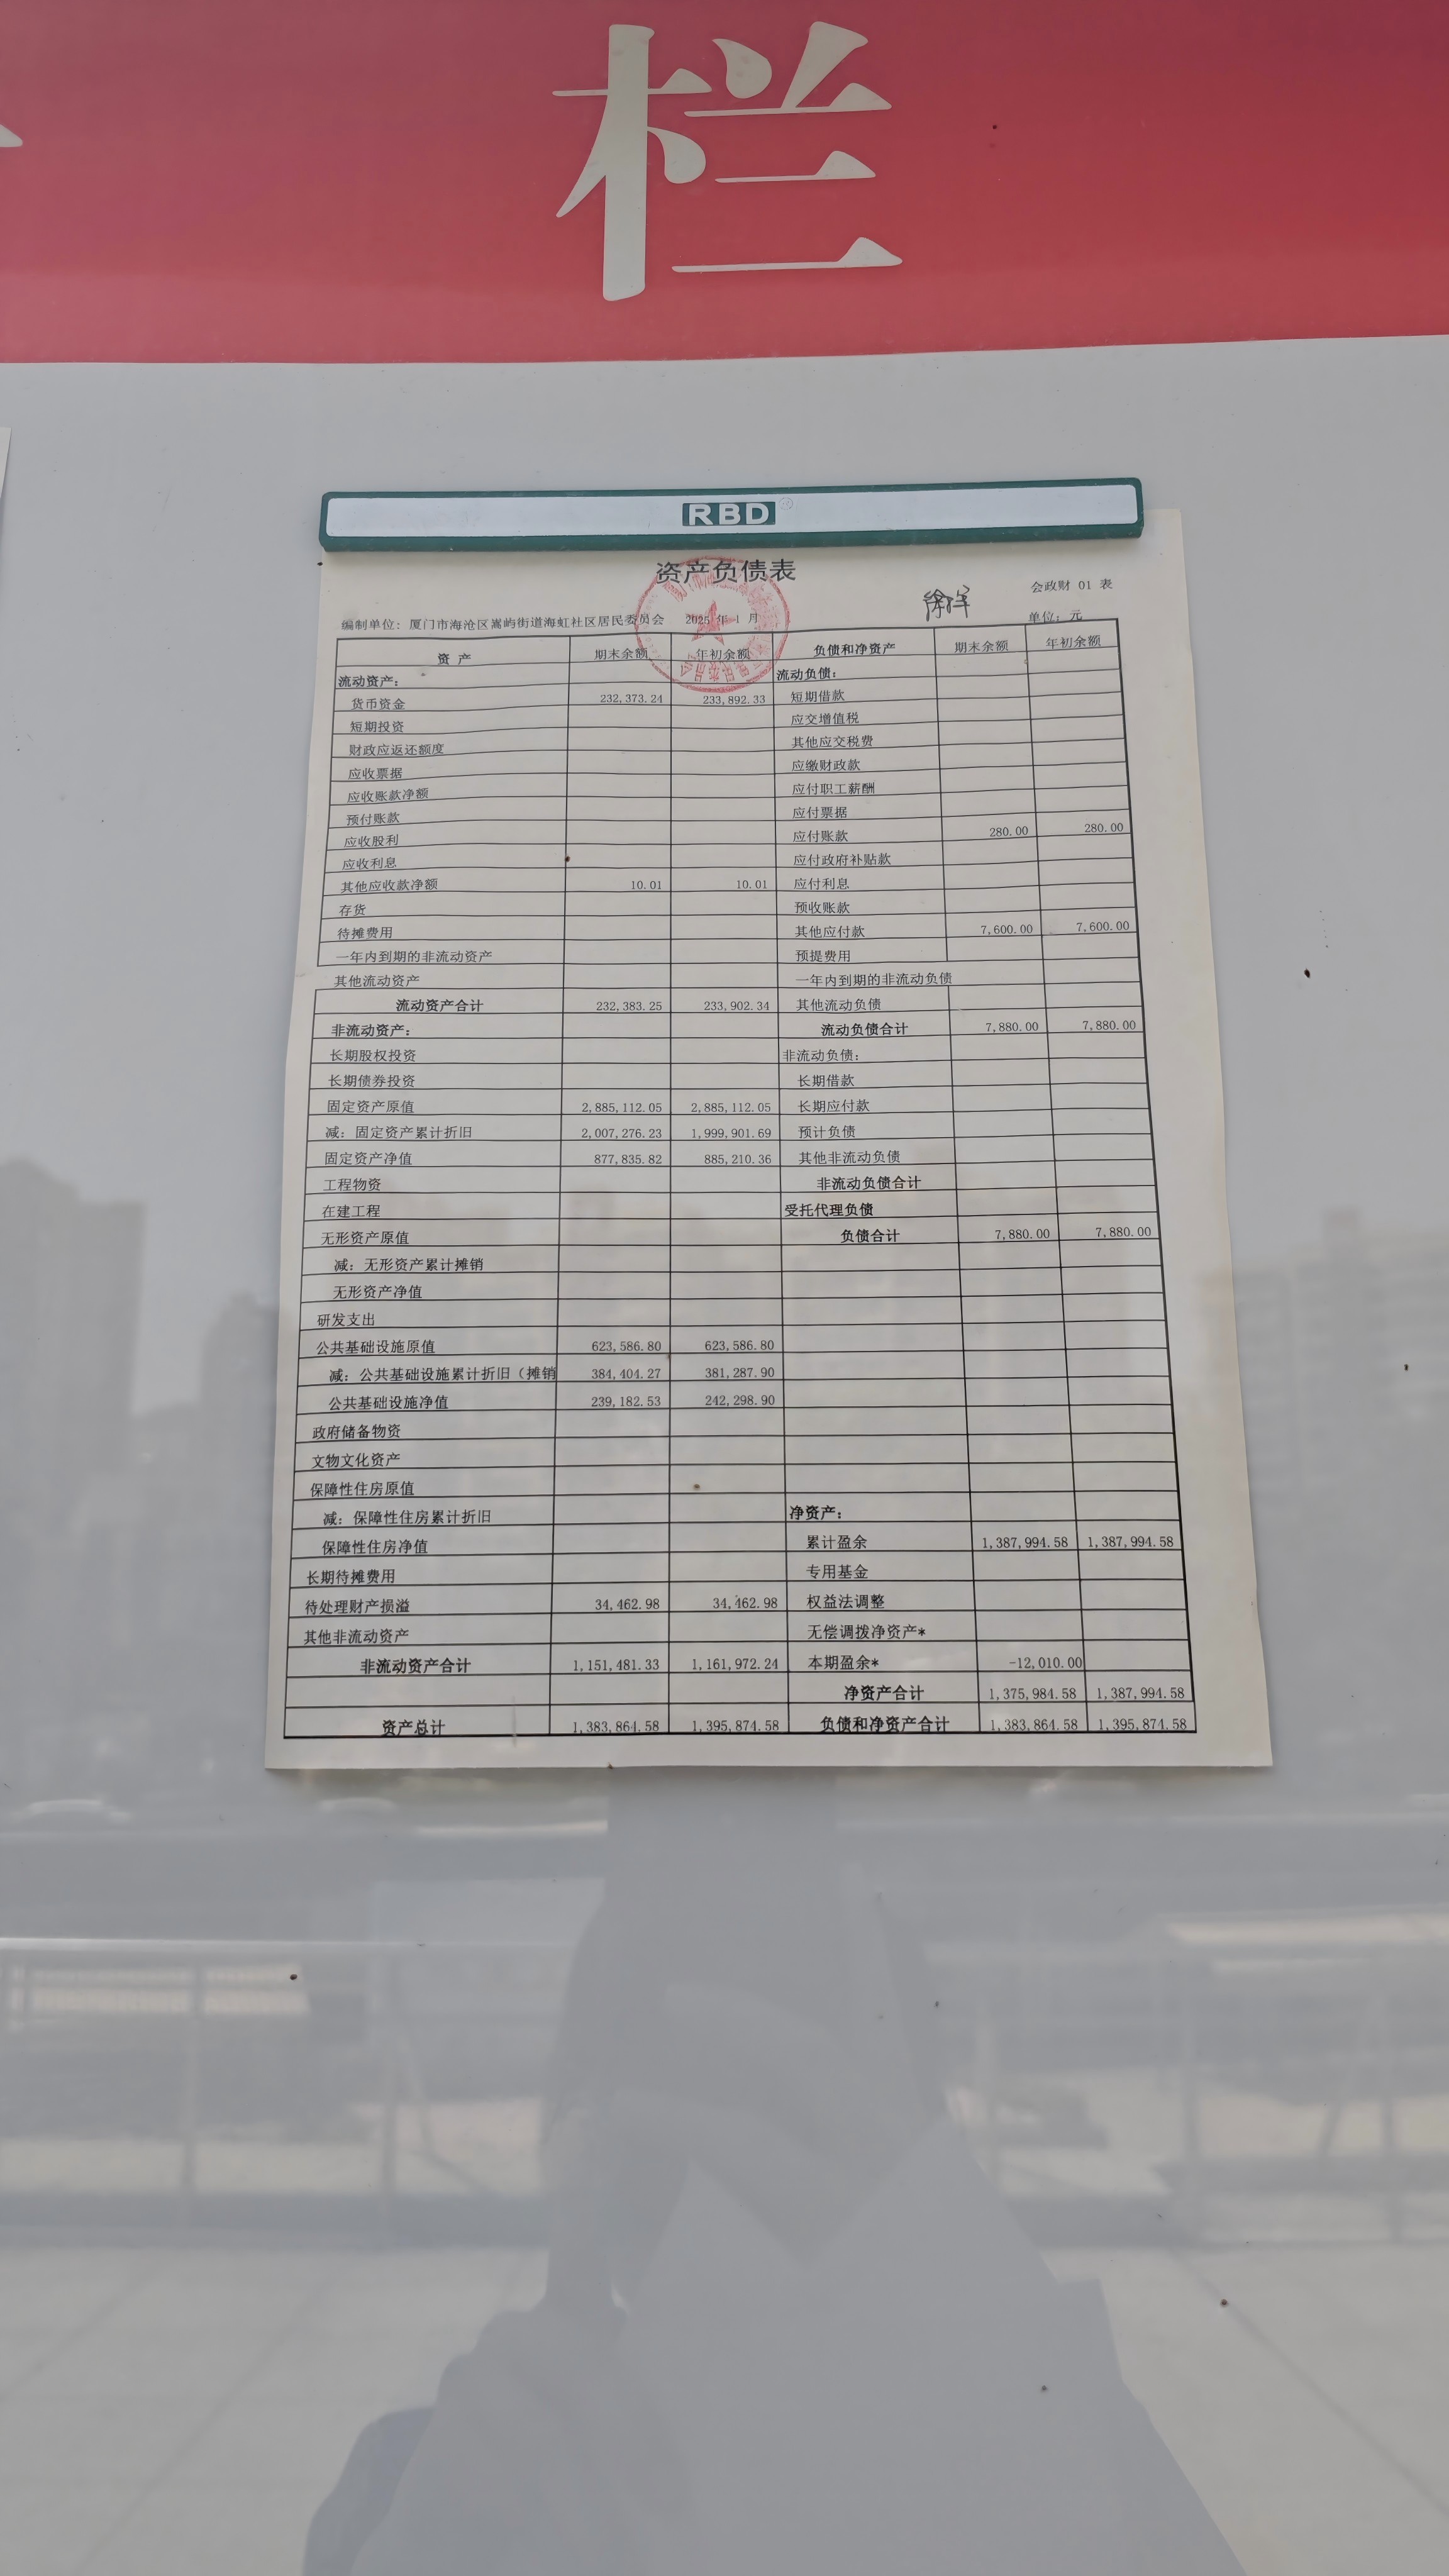 栏
RBD
资产负债表
会政财 01 表
编制单位: 厦门市海沧区嵩屿街道海虹社区居民委员会 2025 年 1 月 单位: 元
资 产 期末余额 年初余额 负债和净资产 期末余额 年初余额
流动资产: 流动负债:
货币资金 232,373.24 233,892.33 短期借款
短期投资 应交增值税
财政应返还额度 其他应交税费
应收票据 应缴财政款
应收账款净额 应付职工薪酬
预付账款 应付票据
应收股利 应付账款 280.00 280.00
应收利息 应付政府补贴款
其他应收款净额 10.01 10.01 应付利息
存货 预收账款
待摊费用 其他应付款 7,600.00 7,600.00
一年内到期的非流动资产 预提费用
其他流动资产 一年内到期的非流动负债
流动资产合计 232,383.25 233,902.34 其他流动负债
非流动资产: 流动负债合计 7,880.00 7,880.00
长期股权投资 非流动负债:
长期债券投资 长期借款
固定资产原值 2,885,112.05 2,885,112.05 长期应付款
减: 固定资产累计折旧 2,007,276.23 1,999,901.69 预计负债
固定资产净值 877,835.82 885,210.36 其他非流动负债
工程物资 非流动负债合计
在建工程 受托代理负债
无形资产原值 负债合计 7,880.00 7,880.00
减: 无形资产累计摊销
无形资产净值
研发支出
公共基础设施原值 623,586.80 623,586.80
减: 公共基础设施累计折旧（摊销 384,404.27 381,287.90
公共基础设施净值 239,182.53 242,298.90
政府储备物资
文物文化资产
保障性住房原值
减: 保障性住房累计折旧 净资产:
保障性住房净值 累计盈余 1,387,994.58 1,387,994.58
长期待摊费用 专用基金
待处理财产损溢 34,462.98 34,462.98 权益法调整
其他非流动资产 无偿调拨净资产*
非流动资产合计 1,151,481.33 1,161,972.24 本期盈余* -12,010.00
净资产合计 1,375,984.58 1,387,994.58
资产总计 1,383,864.58 1,395,874.58 负债和净资产合计 1,383,864.58 1,395,874.58